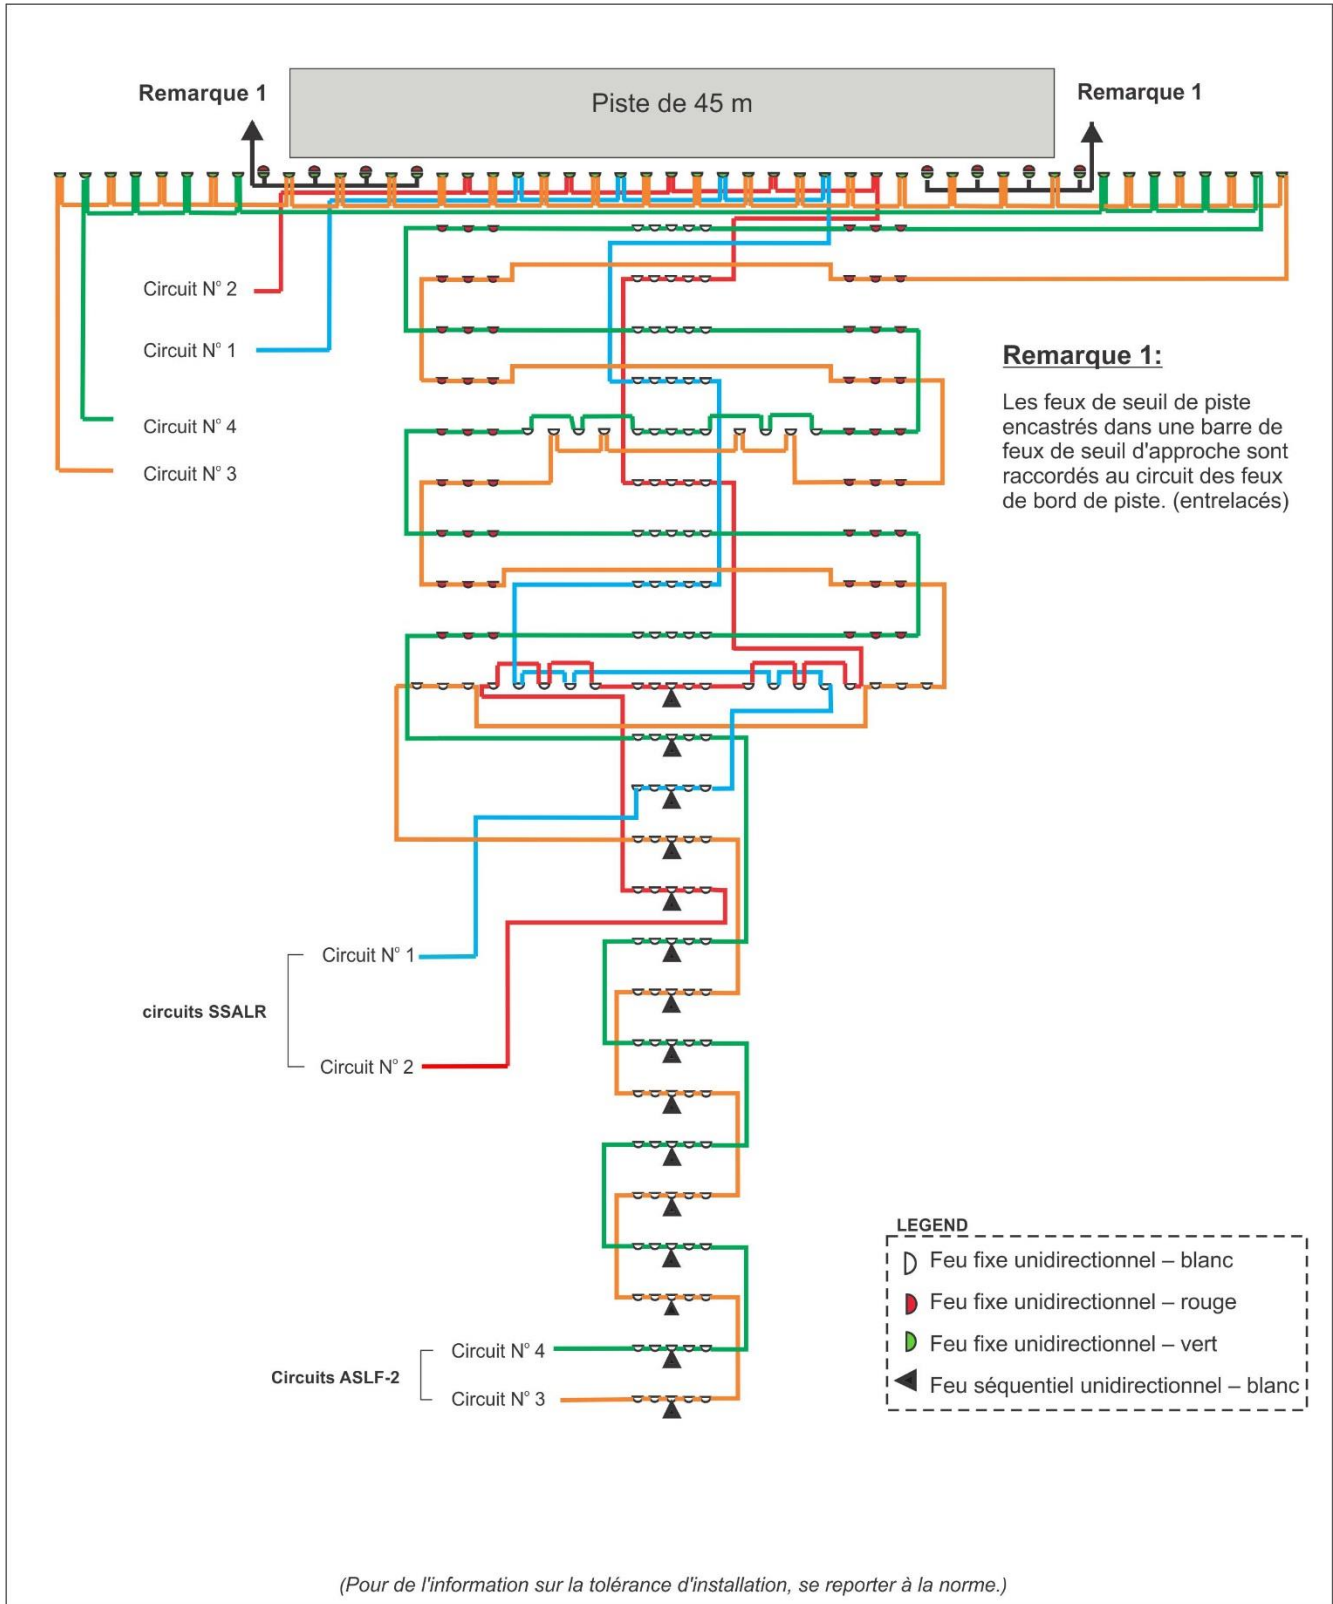 Piste de 45 m
Remarque 1
Remarque 1
Circuit N° 2
Circuit N° 1
Circuit N° 4
Circuit N° 3
Remarque 1:
Les feux de seuil de piste
encastrés dans une barre de
feux de seuil d'approche sont
raccordés au circuit des feux
de bord de piste. (entrelacés)
Circuit N° 1
circuits SSALR
Circuit N° 2
LEGEND
Feu fixe unidirectionnel – blanc
Feu fixe unidirectionnel – rouge
Feu fixe unidirectionnel – vert
Feu séquentiel unidirectionnel – blanc
Circuit N° 4
Circuits ASLF-2
Circuit N° 3
(Pour de l'information sur la tolérance d'installation, se reporter à la norme.)